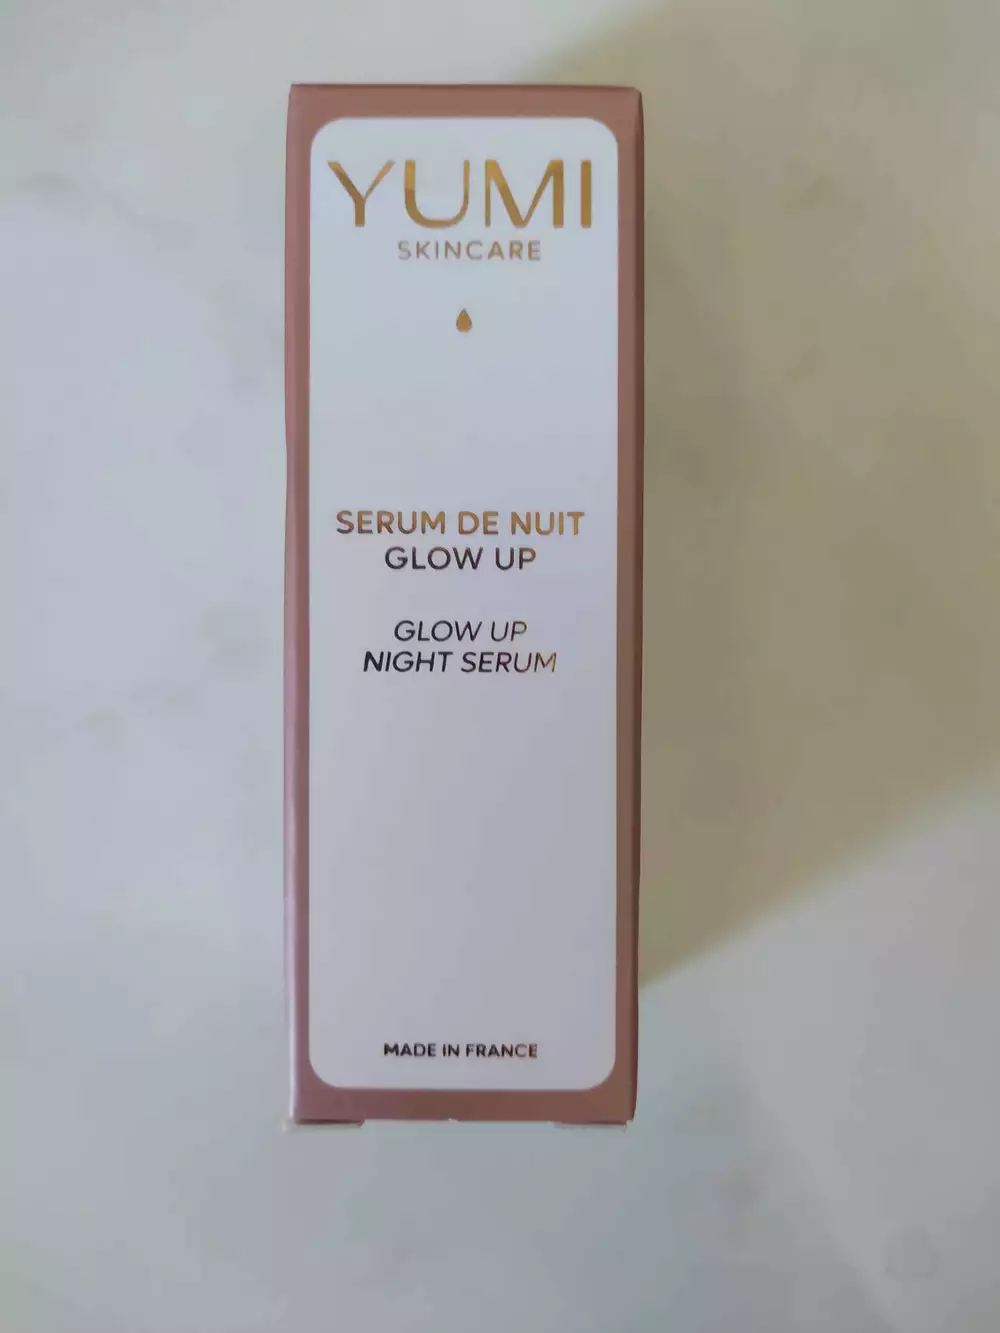 YUMI
SKINCARE
SERUM DE NUIT
GLOW UP
GLOW UP
NIGHT SERUM
MADE IN FRANCE